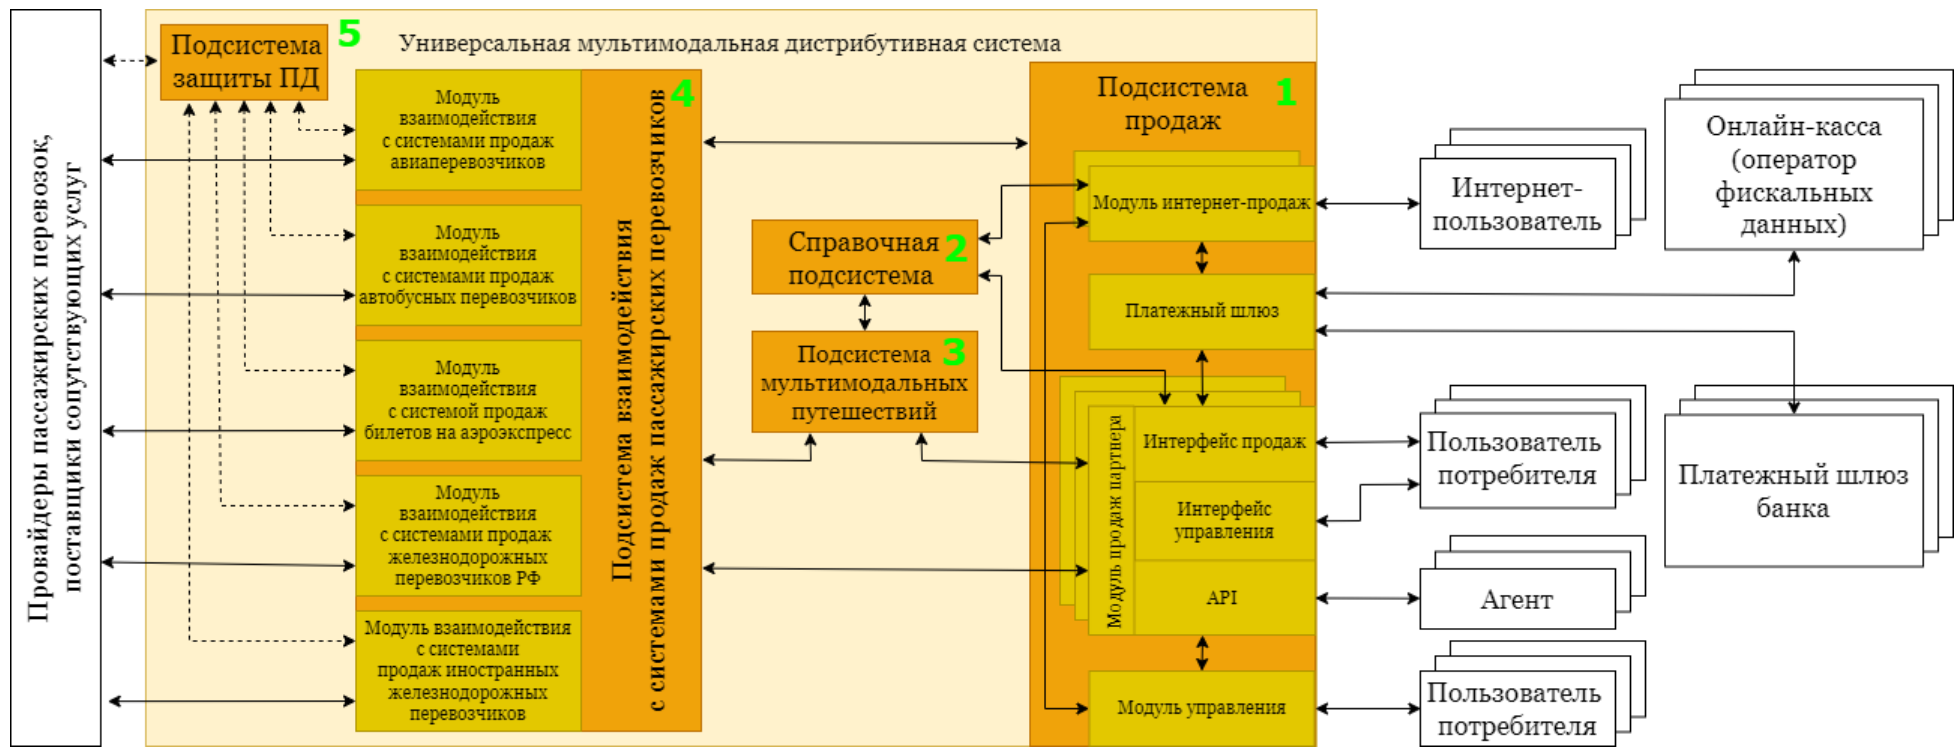 Провайдеры пассажирских перевозок,
поставщики сопутствующих услуг
Универсальная мультимодальная дистрибутивная система
Подсистема
защиты ПД
5
Модуль
взаимодействия
с системами продаж
авиаперевозчиков
Модуль
взаимодействия
с системами продаж
автобусных перевозчиков
Модуль
взаимодействия
с системой продаж
билетов на аэроэкспресс
Модуль
взаимодействия
с системами продаж
железнодорожных
перевозчиков РФ
Модуль взаимодействия
с системами
продаж иностранных
железнодорожных
перевозчиков
Подсистема взаимодействия
с системами продаж пассажирских перевозчиков
4
Справочная
подсистема
2
Подсистема
мультимодальных
путешествий
3
Подсистема
продаж
1
Модуль интернет-продаж
Платежный шлюз
Модуль продаж партнера
Интерфейс продаж
Интерфейс
управления
API
Модуль управления
Интернет-
пользователь
Онлайн-касса
(оператор
фискальных
данных)
Пользователь
потребителя
Платежный шлюз
банка
Агент
Пользователь
потребителя